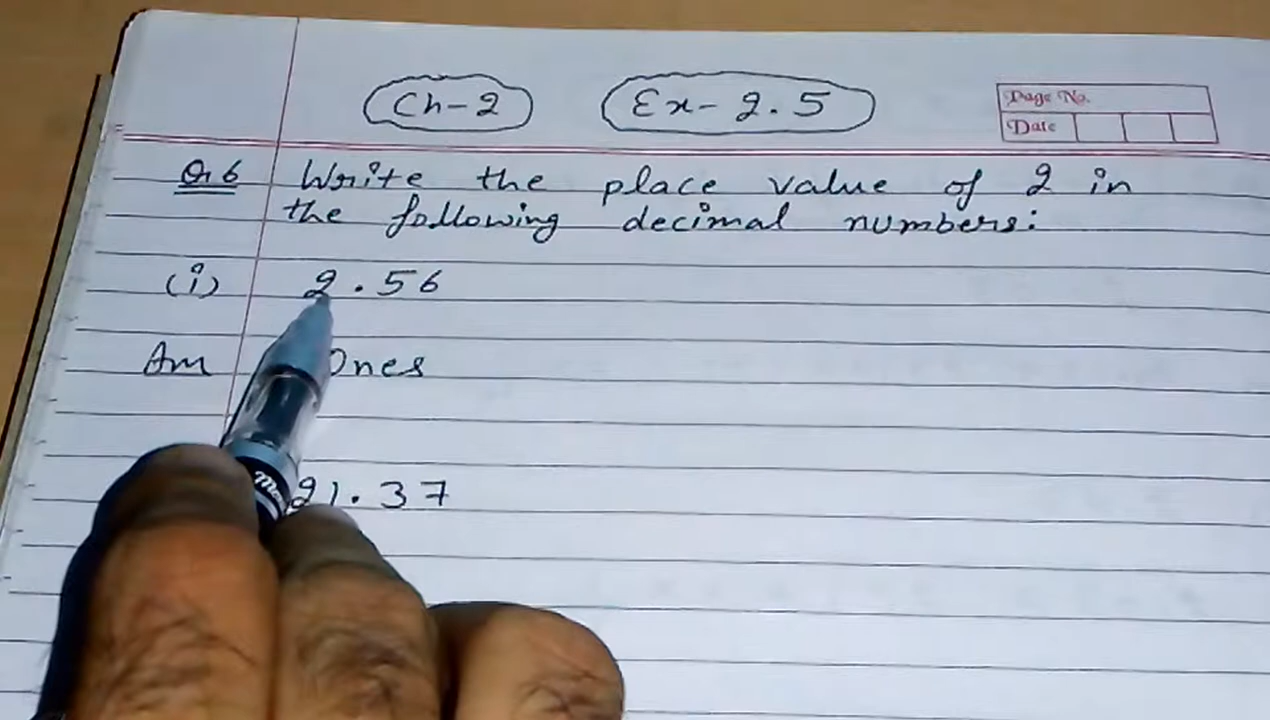 Ch-2 Ex-2.5
Page No.
Date
Q.6 Write the place value of 2 in
the following decimal numbers:
(i) 2.56
Ans Ones
21.37